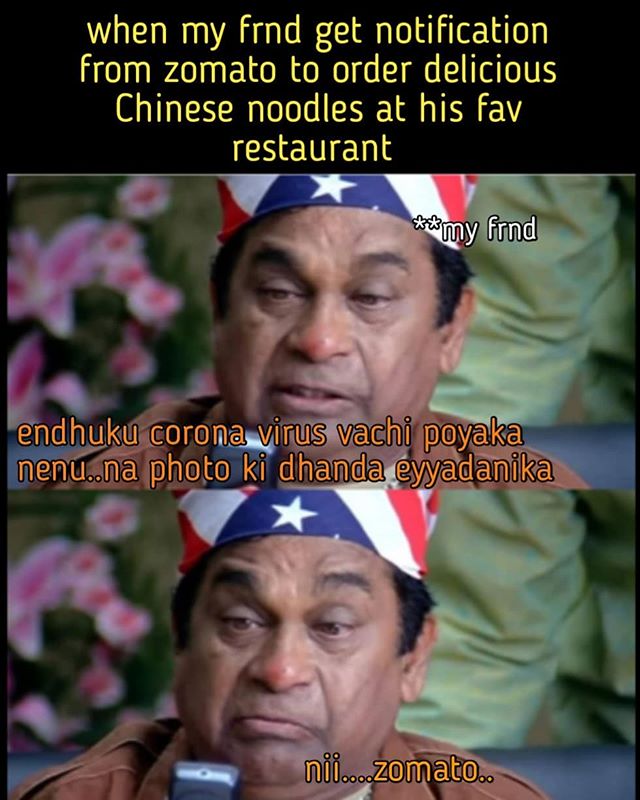 when my frnd get notification
from zomato to order delicious
Chinese noodles at his fav
restaurant
**my frnd
endhuku corona virus vachi poyaka
nenu..na photo ki dhanda eyyadanika
nii....zomato..